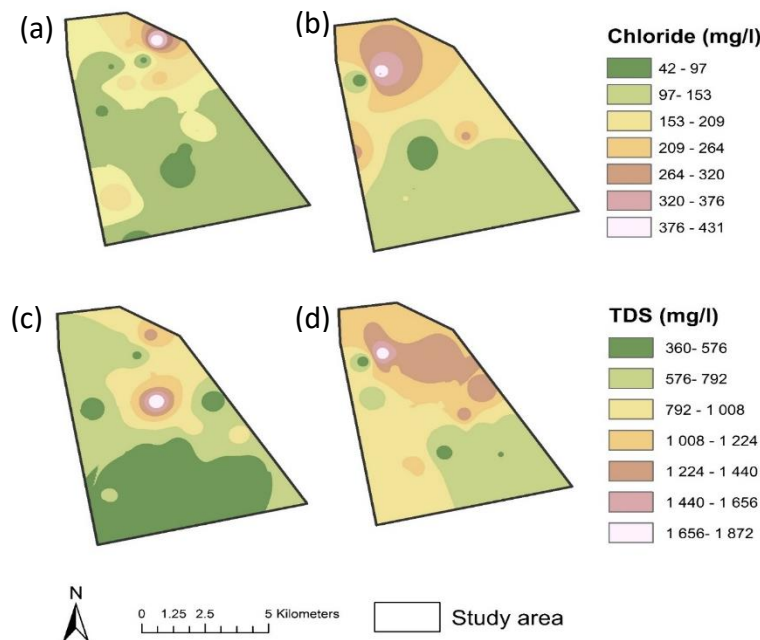 (a)
(b)
Chloride (mg/l)
42 - 97
97- 153
153 - 209
209 - 264
264 - 320
320 - 376
376 - 431
(c)
(d)
TDS (mg/l)
360- 576
576- 792
792 - 1 008
1 008 - 1 224
1 224 - 1 440
1 440 - 1 656
1 656- 1 872
N
0 1.25 2.5 5 Kilometers
Study area